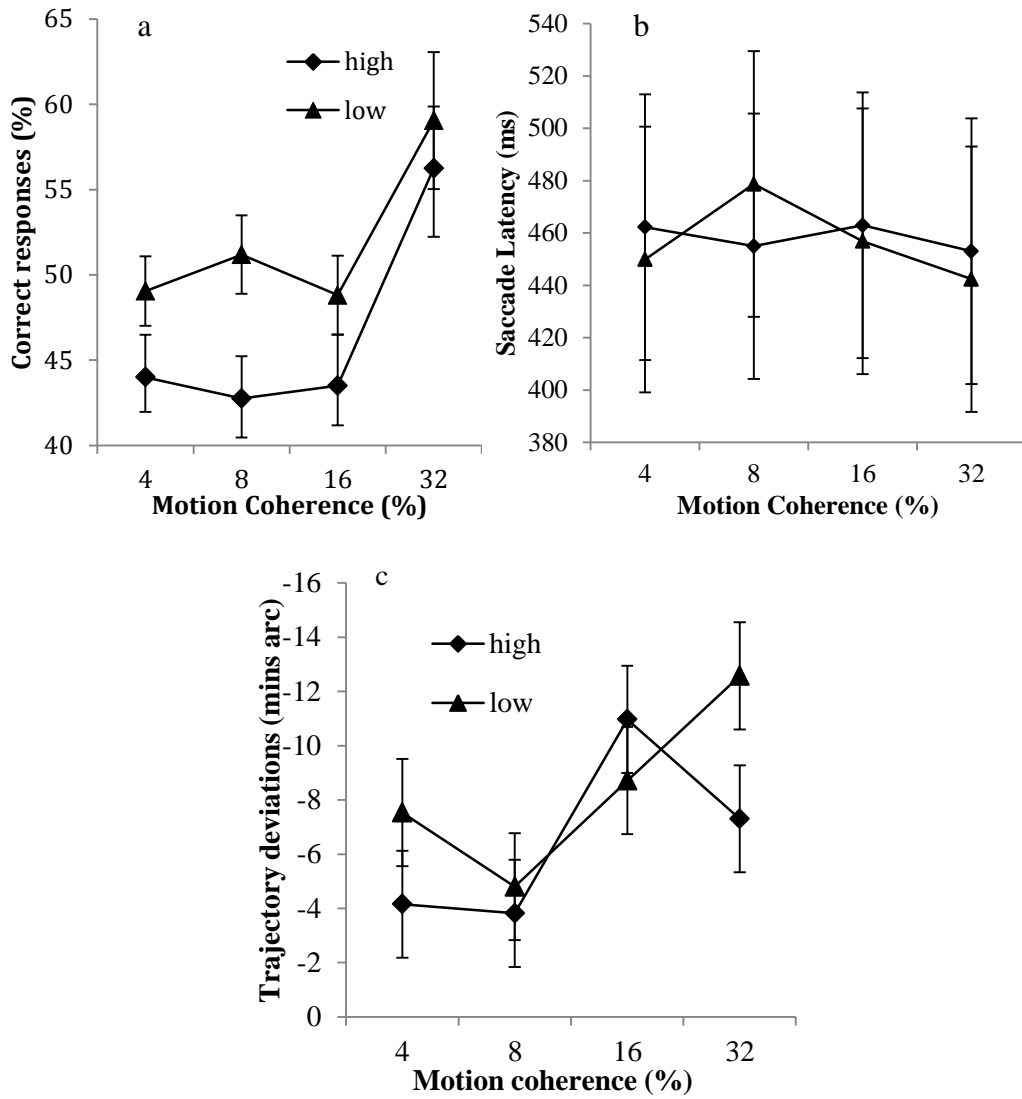 a
65
60
55
50
45
40
high
low
Correct responses (%)
4 8 16 32
Motion Coherence (%)
b
540
520
500
480
460
440
420
400
380
Saccade Latency (ms)
4 8 16 32
Motion Coherence (%)
c
-16
-14
-12
-10
-8
-6
-4
-2
0
high
low
Trajectory deviations (mins arc)
4 8 16 32
Motion coherence (%)